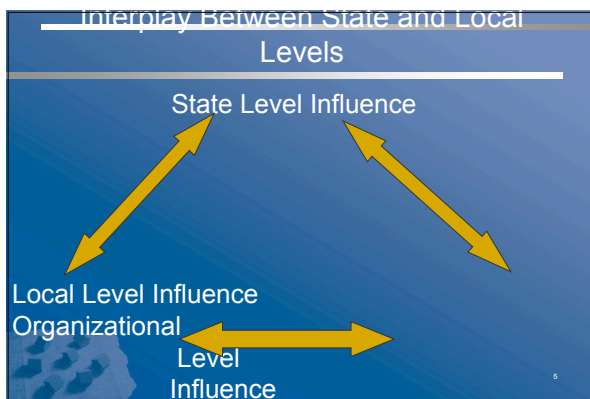 Interplay Between State and Local
Levels
State Level Influence
Local Level Influence
Organizational
Level
Influence
5